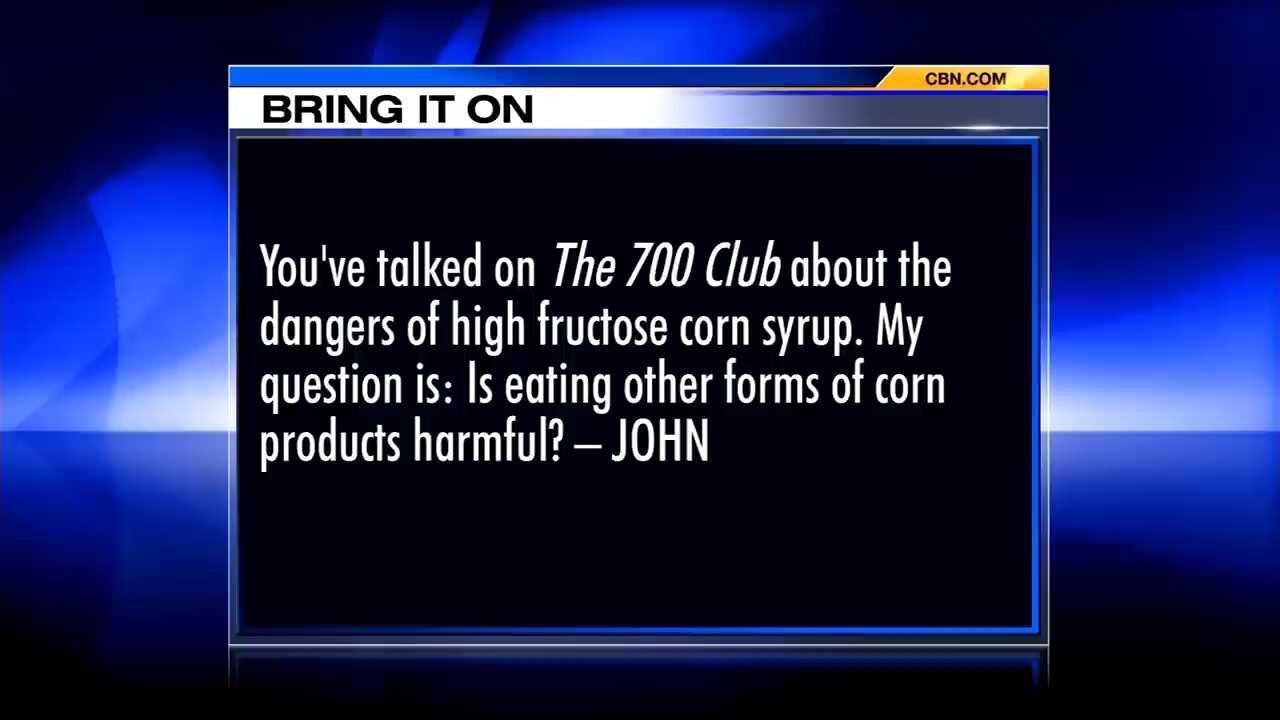 CBN.COM
BRING IT ON
You've talked on The 700 Club about the
dangers of high fructose corn syrup. My
question is: Is eating other forms of corn
products harmful? – JOHN